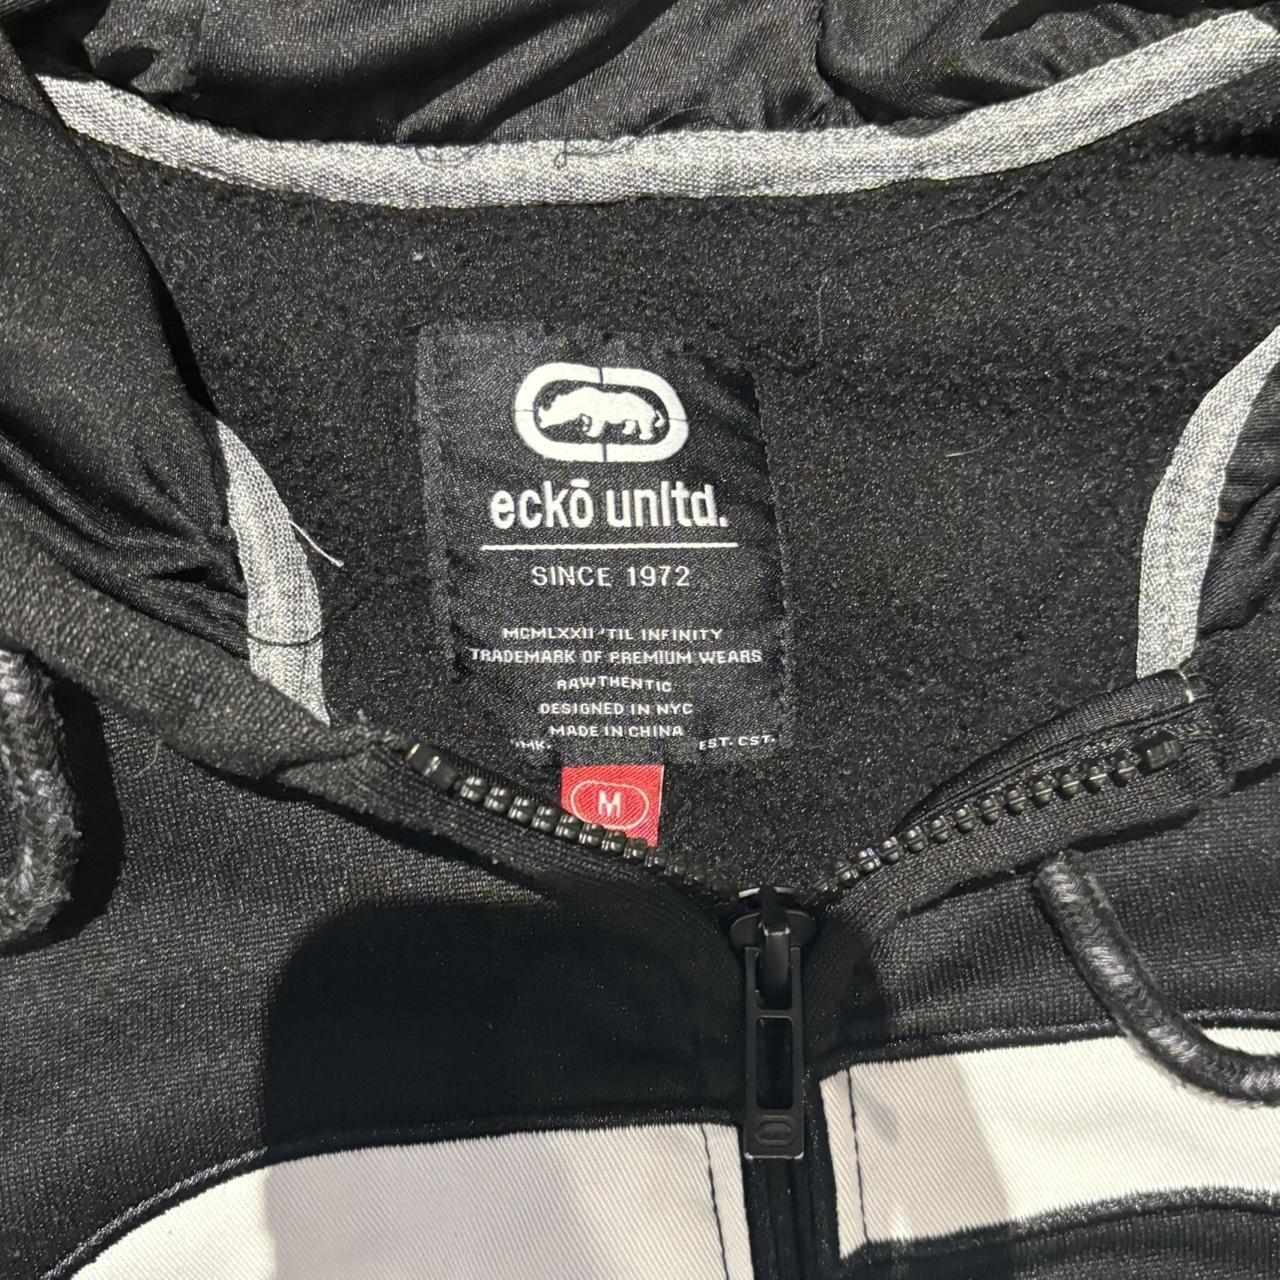 eckō unltd.
SINCE 1972
MCMLXXII 'TIL INFINITY
TRADEMARK OF PREMIUM WEARS
RAWTHENTIC
DESIGNED IN NYC
MADE IN CHINA
EST. CST.
M